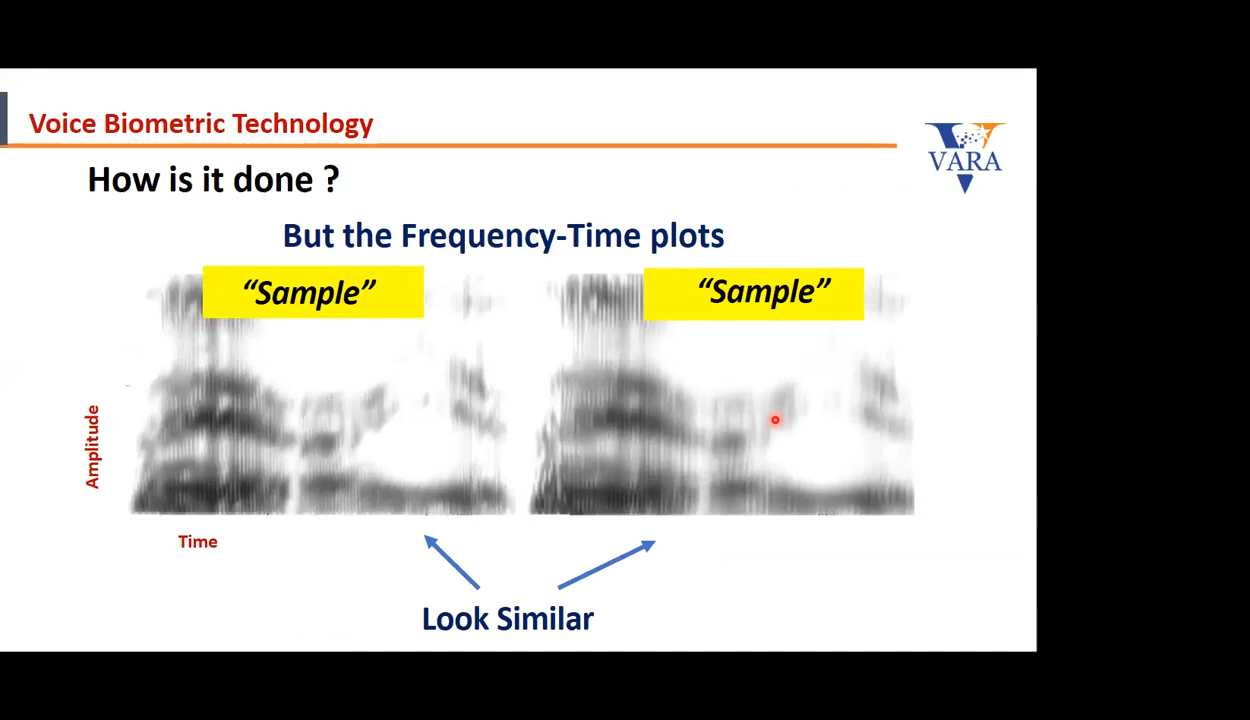 Voice Biometric Technology
VARA
How is it done ?
But the Frequency-Time plots
“Sample”
“Sample”
Amplitude
Time
Look Similar